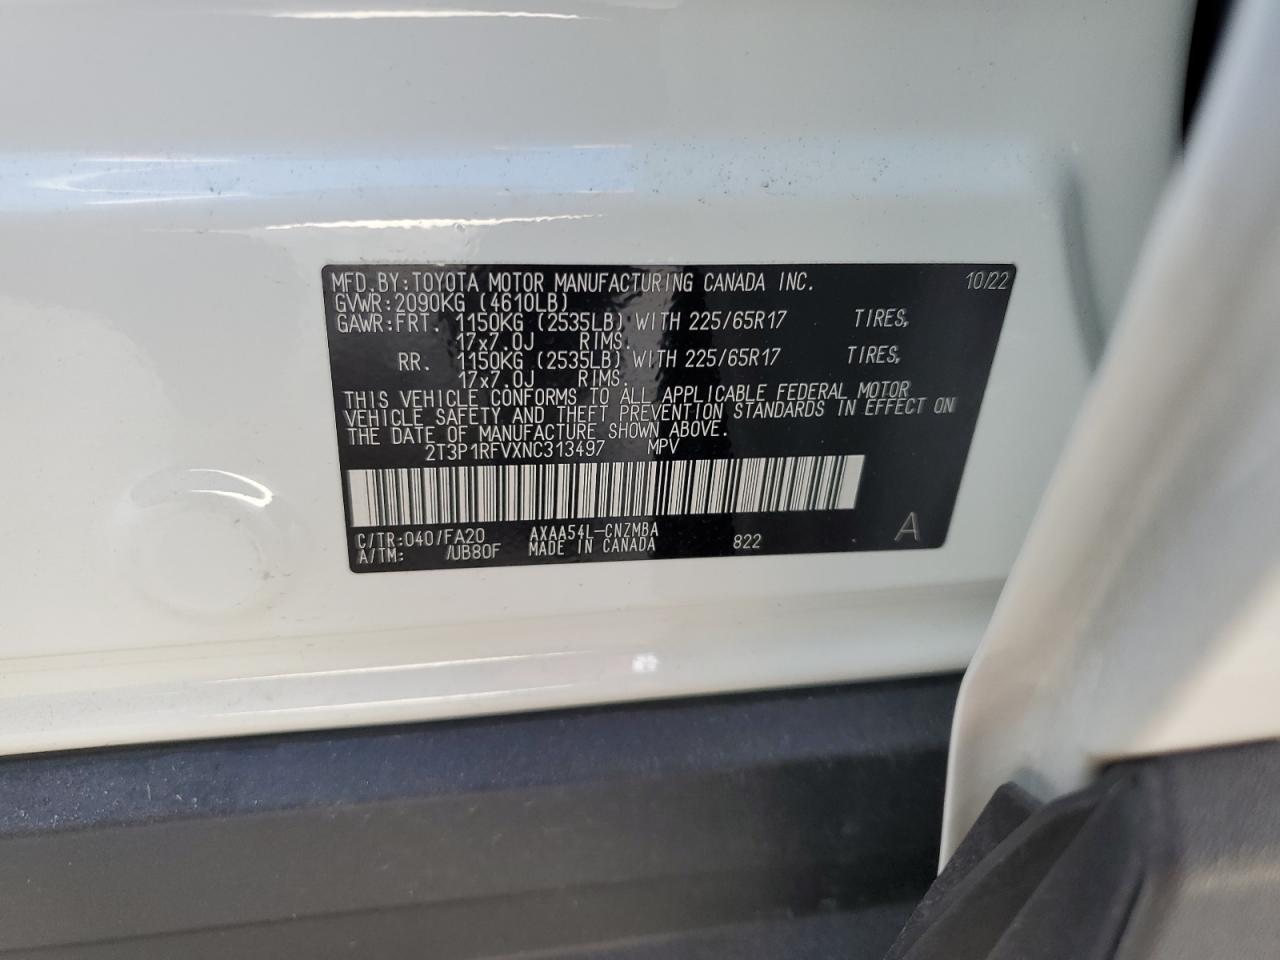 MFD.BY:TOYOTA MOTOR MANUFACTURING CANADA INC. 10/22
GVWR:2090KG (4610LB)
GAWR:FRT. 1150KG (2535LB) WITH 225/65R17 TIRES,
17x7.0J RIMS.
RR. 1150KG (2535LB) WITH 225/65R17 TIRES,
17x7.0J RIMS.
THIS VEHICLE CONFORMS TO ALL APPLICABLE FEDERAL MOTOR
VEHICLE SAFETY AND THEFT PREVENTION STANDARDS IN EFFECT ON
THE DATE OF MANUFACTURE SHOWN ABOVE.
2T3P1RFVXNC313497 MPV
C/TR:040/FA20 AXAA54L-CNZMBA
A/TM: /UB80F MADE IN CANADA 822 A